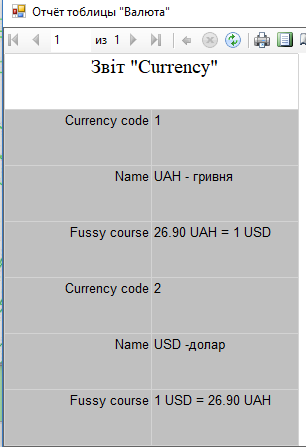 Отчёт тоблицы "Валюта"
1 из 1
Звіт "Currency"
Currency code 1
Name UAH - гривня
Fussy course 26.90 UAH = 1 USD
Currency code 2
Name USD -долар
Fussy course 1 USD = 26.90 UAH